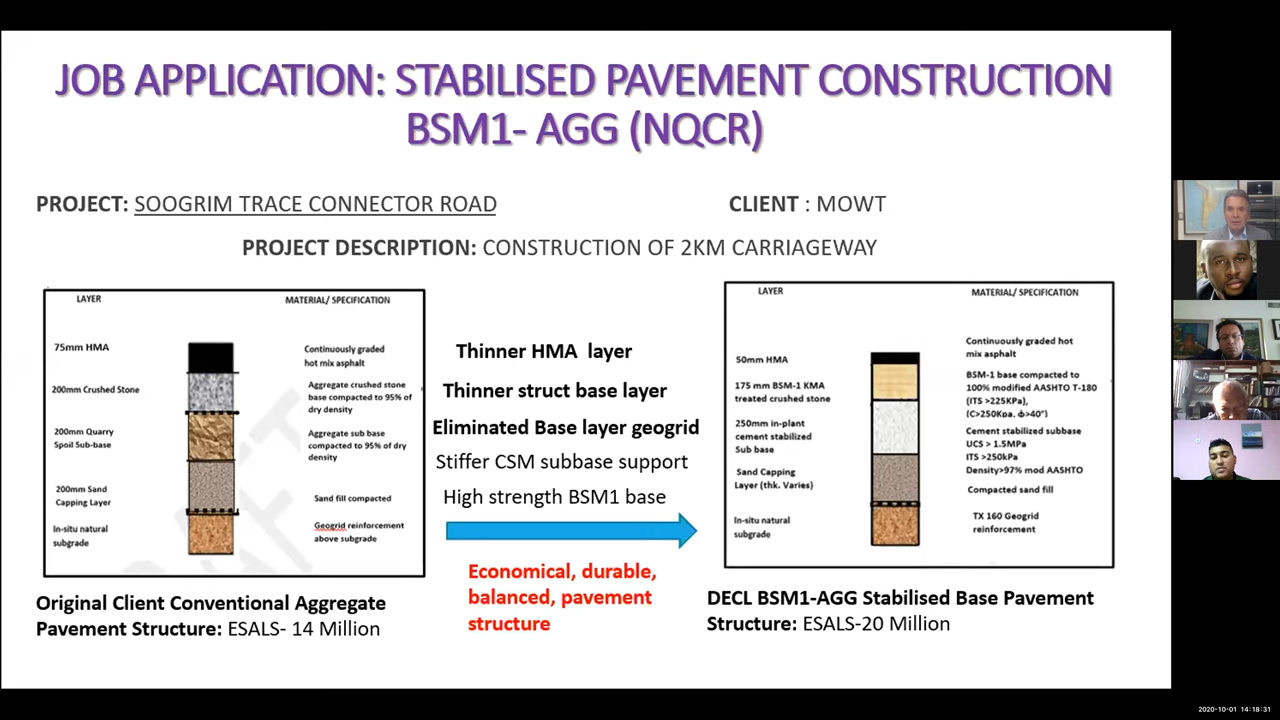 JOB APPLICATION: STABILISED PAVEMENT CONSTRUCTION
BSM1- AGG (NQCR)
PROJECT: SOOGRIM TRACE CONNECTOR ROAD
CLIENT : MOWT
PROJECT DESCRIPTION: CONSTRUCTION OF 2KM CARRIAGEWAY
LAYER
MATERIAL/ SPECIFICATION
75mm HMA
Continuously graded
hot mix asphalt
200mm Crushed Stone
Aggregate crushed stone
base compacted to 95% of
dry density
200mm Quarry
Spoil Sub-base
Aggregate sub base
compacted to 95% of dry
density
200mm Sand
Capping Layer
Sand fill compacted
In-situ natural
subgrade
Geogrid reinforcement
above subgrade
Original Client Conventional Aggregate
Pavement Structure: ESALS- 14 Million
Thinner HMA layer
Thinner struct base layer
Eliminated Base layer geogrid
Stiffer CSM subbase support
High strength BSM1 base
Economical, durable,
balanced, pavement
structure
LAYER
MATERIAL/ SPECIFICATION
50mm HMA
Continuously graded hot
mix asphalt
175 mm BSM-1 KMA
treated crushed stone
BSM-1 base compacted to
100% modified AASHTO T-180
(ITS >225KPa),
(C>250Kpa, ф>40°)
250mm in-plant
cement stabilized
Sub base
Cement stabilized subbase
UCS > 1.5MPa
ITS >250kPa
Density>97% mod AASHTO
Sand Capping
Layer (thk. Varies)
Compacted sand fill
In-situ natural
subgrade
TX 160 Geogrid
reinforcement
DECL BSM1-AGG Stabilised Base Pavement
Structure: ESALS-20 Million
2020-10-01 14:18:31